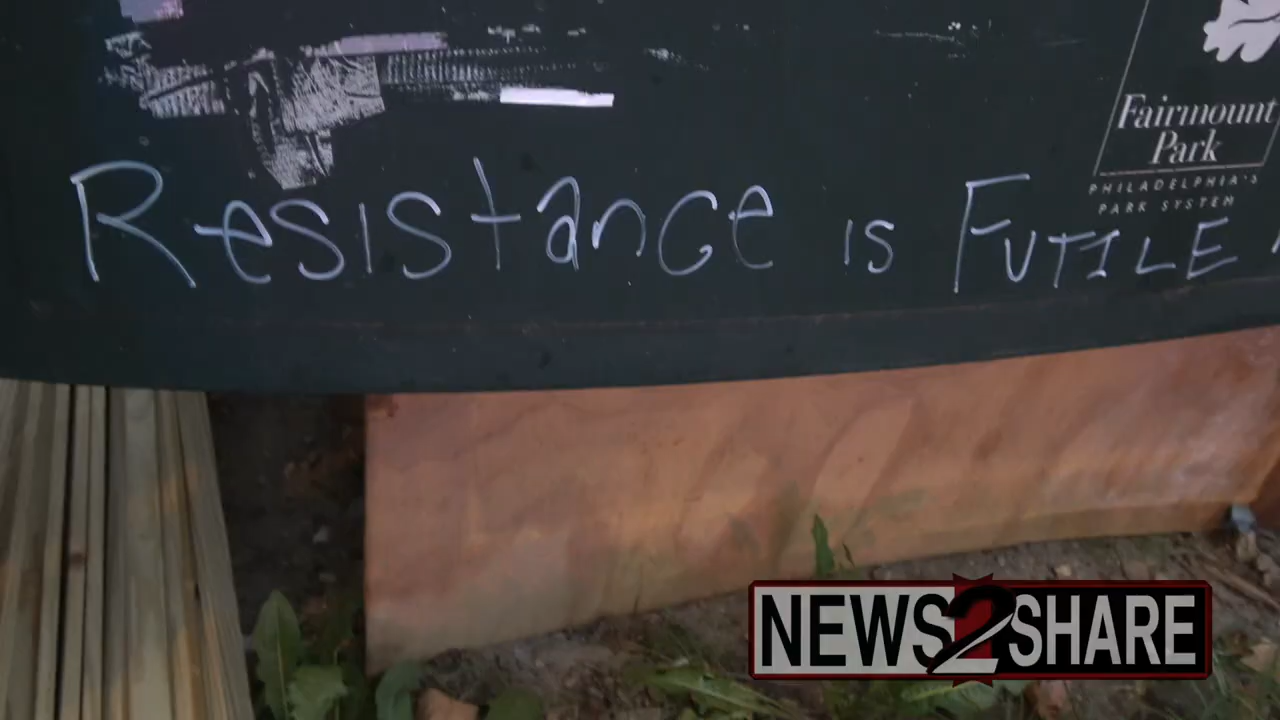 Fairmount
Park
PHILADELPHIA'S
PARK SYSTEM
Resistance is FUTILE
NEWS2SHARE